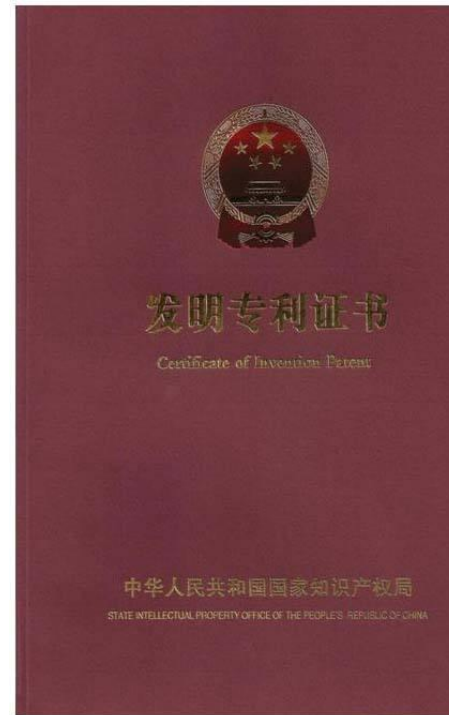 发明专利证书
Certificate of Invention Patent
中华人民共和国国家知识产权局
STATE INTELLECTUAL PROPERTY OFFICE OF THE PEOPLE'S REPUBLIC OF CHINA